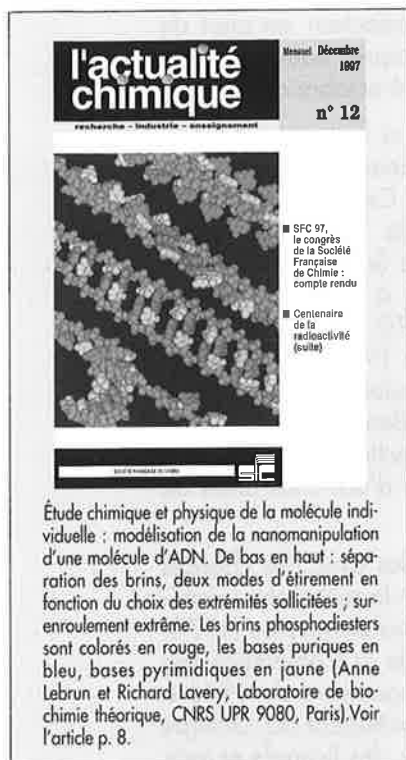 l'actualité
chimique
recherche – industrie – enseignement
Mensuel Décembre
1997
n° 12
■ SFC 97,
le congrès
de la Société
Française
de Chimie :
compte rendu
■ Centenaire
de la
radioactivité
(suite)
SOCIÉTÉ FRANÇAISE DE CHIMIE
Étude chimique et physique de la molécule indi-
viduelle : modélisation de la nanomanipulation
d'une molécule d'ADN. De bas en haut : sépa-
ration des brins, deux modes d'étirement en
fonction du choix des extrémités sollicitées ; sur-
enroulement extrême. Les brins phosphodiesters
sont colorés en rouge, les bases puriques en
bleu, bases pyrimidiques en jaune (Anne
Lebrun et Richard Lavery, Laboratoire de bio-
chimie théorique, CNRS UPR 9080, Paris).Voir
l'article p. 8.